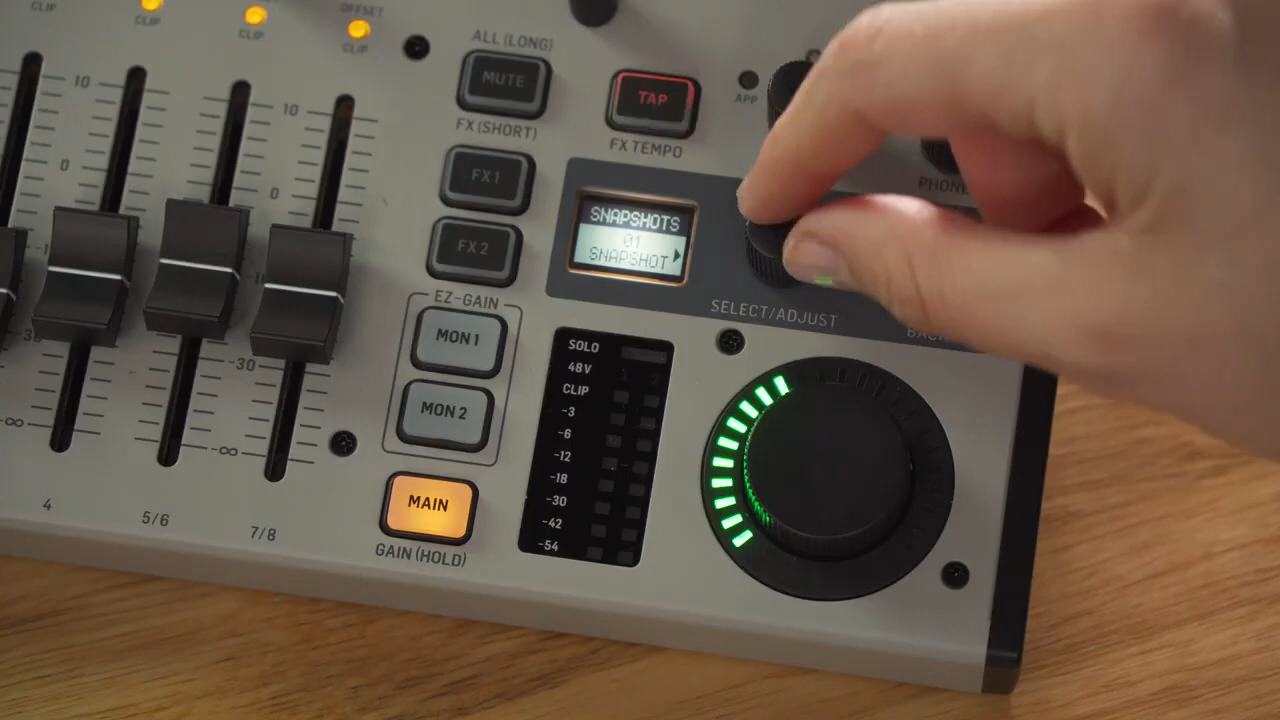 CLIP
CLIP
OFFSET
CLIP
10
0
10
0
-30
-∞
-∞
4
5/6
7/8
ALL (LONG)
MUTE
FX (SHORT)
FX 1
FX 2
EZ-GAIN
MON 1
MON 2
MAIN
GAIN (HOLD)
TAP
FX TEMPO
APP
SNAPSHOTS
01
SNAPSHOT
SELECT/ADJUST
SOLO
48V
1 2
CLIP
-3
-6
-12
-18
-30
-42
-54